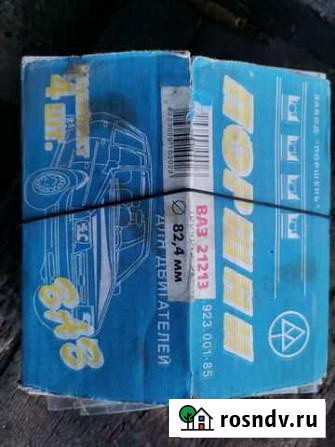 ЗАВОД "ПОРШЕНЬ"
ПОРШНИ
923.001-85
ВАЗ 21213
Ø 82,4 мм
ДЛЯ ДВИГАТЕЛЕЙ
4 шт.
ВАЗ
rosndv.ru